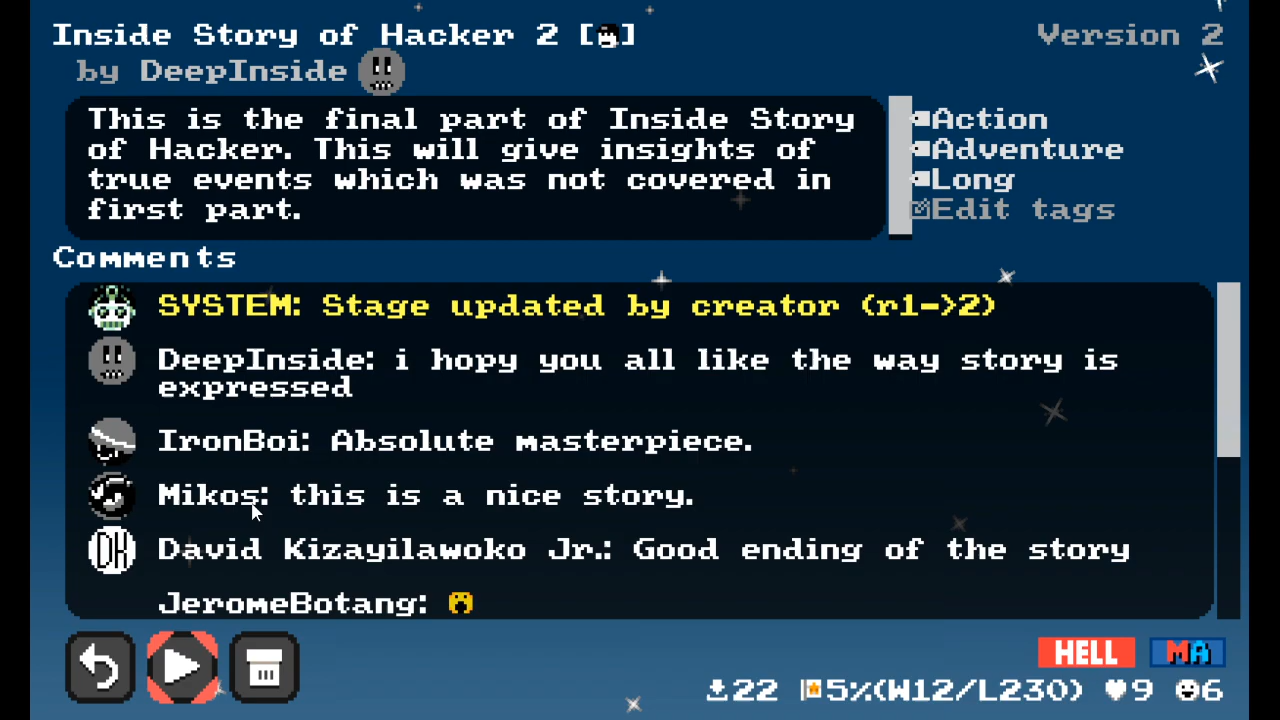 Inside Story of Hacker 2 [ ]
Version 2
by DeepInside
This is the final part of Inside Story
of Hacker. This will give insights of
true events which was not covered in
first part.
Action
Adventure
Long
Edit tags
Comments
SYSTEM: Stage updated by creator (r1->2)
DeepInside: i hopy you all like the way story is
expressed
IronBoi: Absolute masterpiece.
Mikos: this is a nice story.
DK
David Kizayilawoko Jr.: Good ending of the story
JeromeBotang:
HELL
MA
22 5%(W12/L230) 9 6